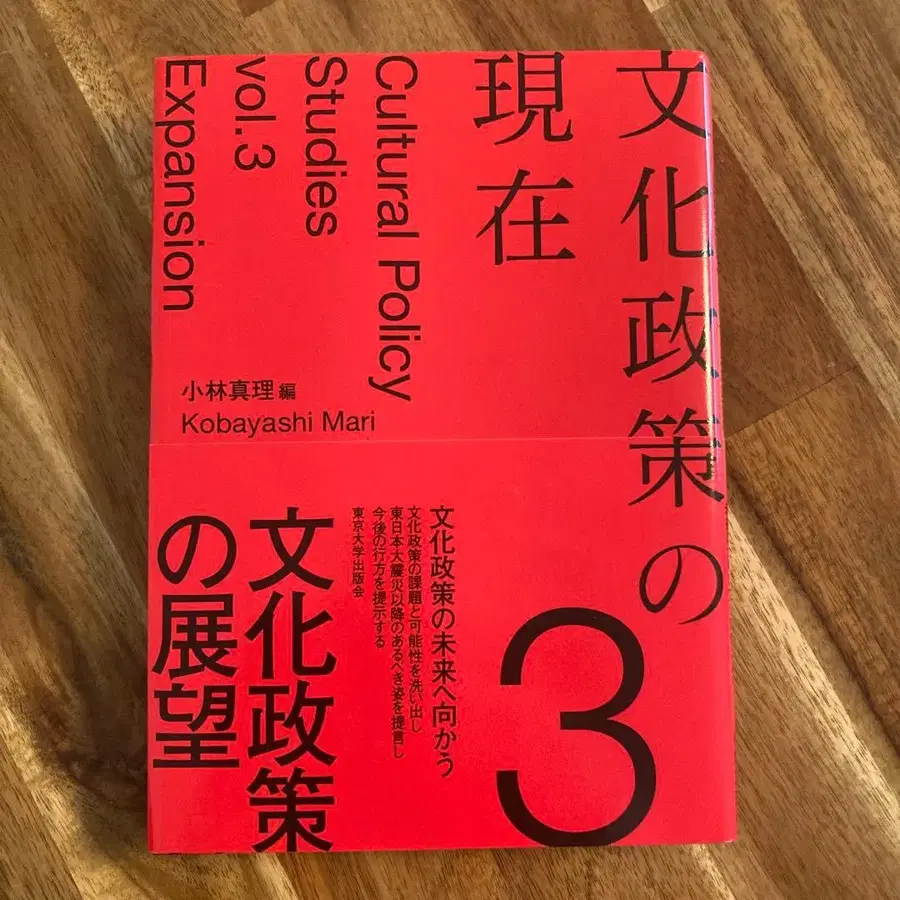 文化政策の
現在
Cultural Policy
Studies
vol.3
Expansion
小林真理 編
Kobayashi Mari
3
文化政策の未来へ向かう
文化政策の課題と可能性を洗い出し
東日本大震災以降のあるべき姿を提言し
今後の行方を提示する
東京大学出版会
文化政策
の展望